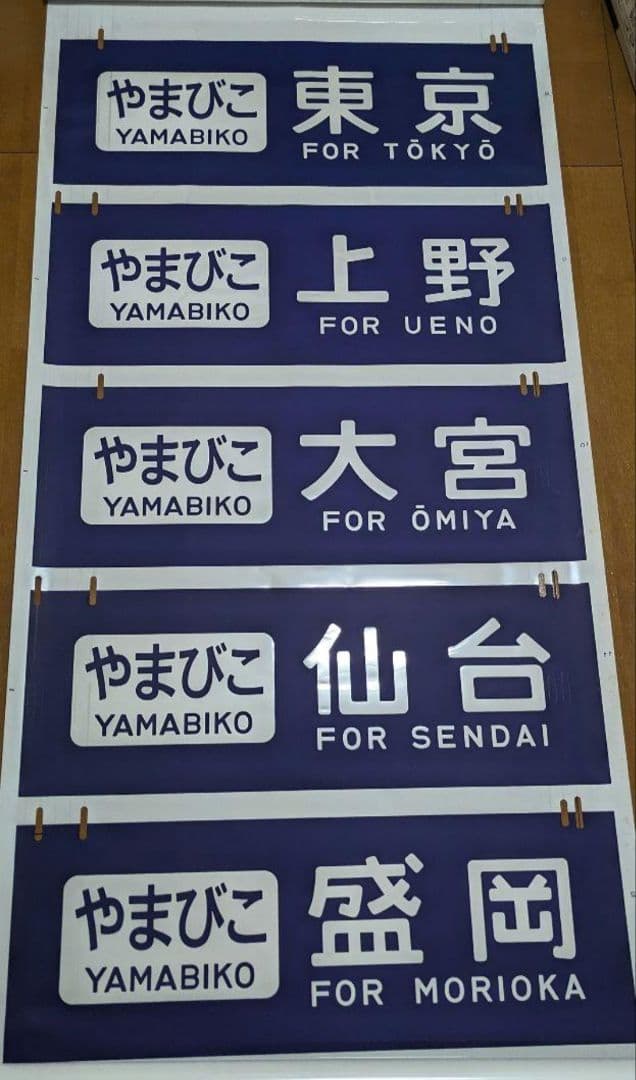 やまびこ 東京
YAMABIKO FOR TŌKYŌ
やまびこ 上野
YAMABIKO FOR UENO
やまびこ 大宮
YAMABIKO FOR ŌMIYA
やまびこ 仙台
YAMABIKO FOR SENDAI
やまびこ 盛岡
YAMABIKO FOR MORIOKA